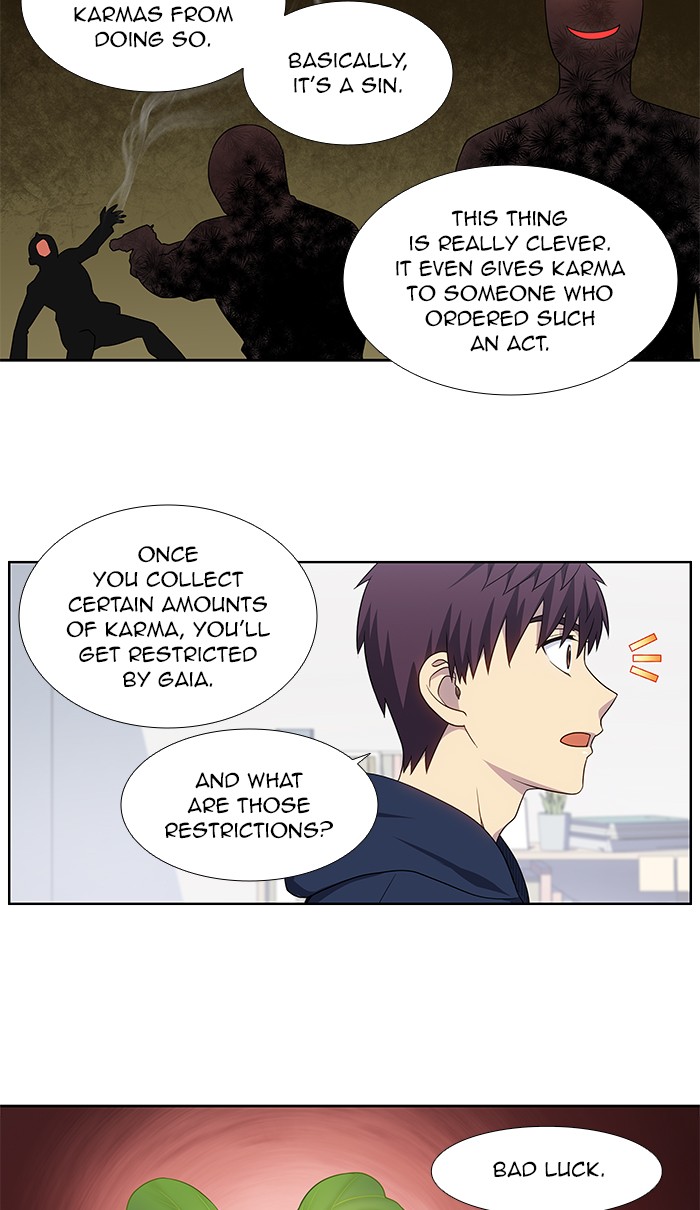 KARMAS FROM
DOING SO.
BASICALLY,
IT'S A SIN.
THIS THING
IS REALLY CLEVER.
IT EVEN GIVES KARMA
TO SOMEONE WHO
ORDERED SUCH
AN ACT.
ONCE
YOU COLLECT
CERTAIN AMOUNTS
OF KARMA, YOU'LL
GET RESTRICTED
BY GAIA.
AND WHAT
ARE THOSE
RESTRICTIONS?
BAD LUCK.